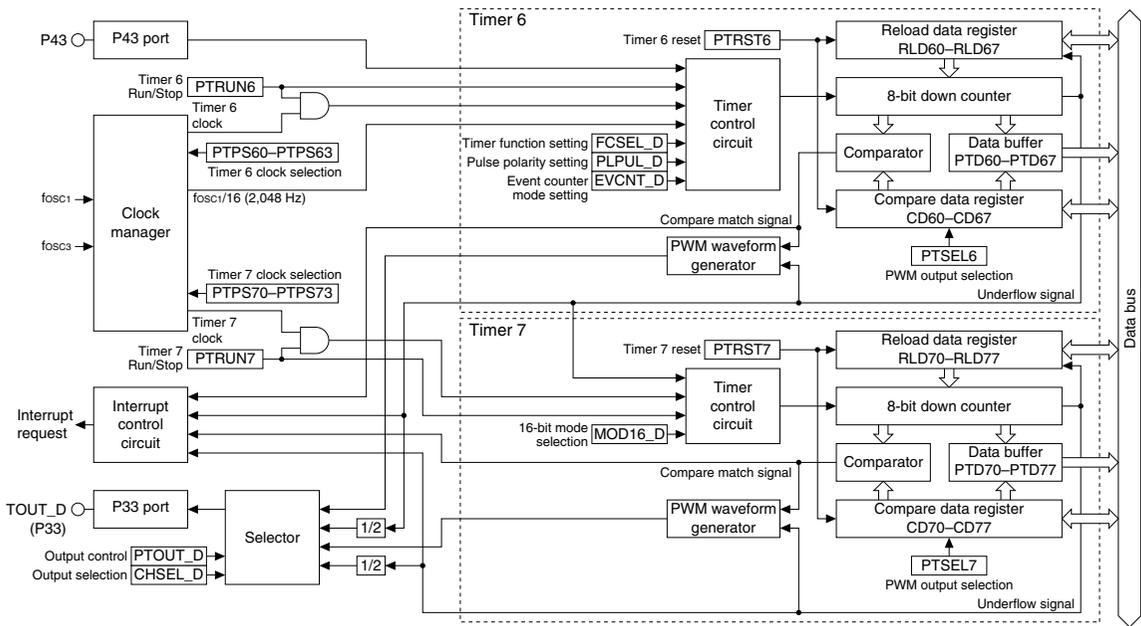 Timer 6
P43
P43 port
Timer 6 reset
PTRST6
Reload data register
RLD60–RLD67
Timer 6
Run/Stop
PTRUN6
Timer 6
clock
Timer
control
circuit
8-bit down counter
PTPS60–PTPS63
Timer 6 clock selection
Timer function setting
FCSEL_D
Pulse polarity setting
PLPUL_D
Event counter
mode setting
EVCNT_D
Comparator
Data buffer
PTD60–PTD67
fOSC1
fOSC3
Clock
manager
fOSC1/16 (2,048 Hz)
Compare data register
CD60–CD67
Compare match signal
PWM waveform
generator
PTSEL6
PWM output selection
Timer 7 clock selection
PTPS70–PTPS73
Underflow signal
Data bus
Timer 7
clock
Timer 7
Run/Stop
PTRUN7
Timer 7
Timer 7 reset
PTRST7
Reload data register
RLD70–RLD77
Timer
control
circuit
8-bit down counter
Interrupt
request
Interrupt
control
circuit
16-bit mode
selection
MOD16_D
Comparator
Data buffer
PTD70–PTD77
Compare match signal
TOUT_D
(P33)
P33 port
Selector
1/2
1/2
PWM waveform
generator
Compare data register
CD70–CD77
Output control
PTOUT_D
Output selection
CHSEL_D
PTSEL7
PWM output selection
Underflow signal